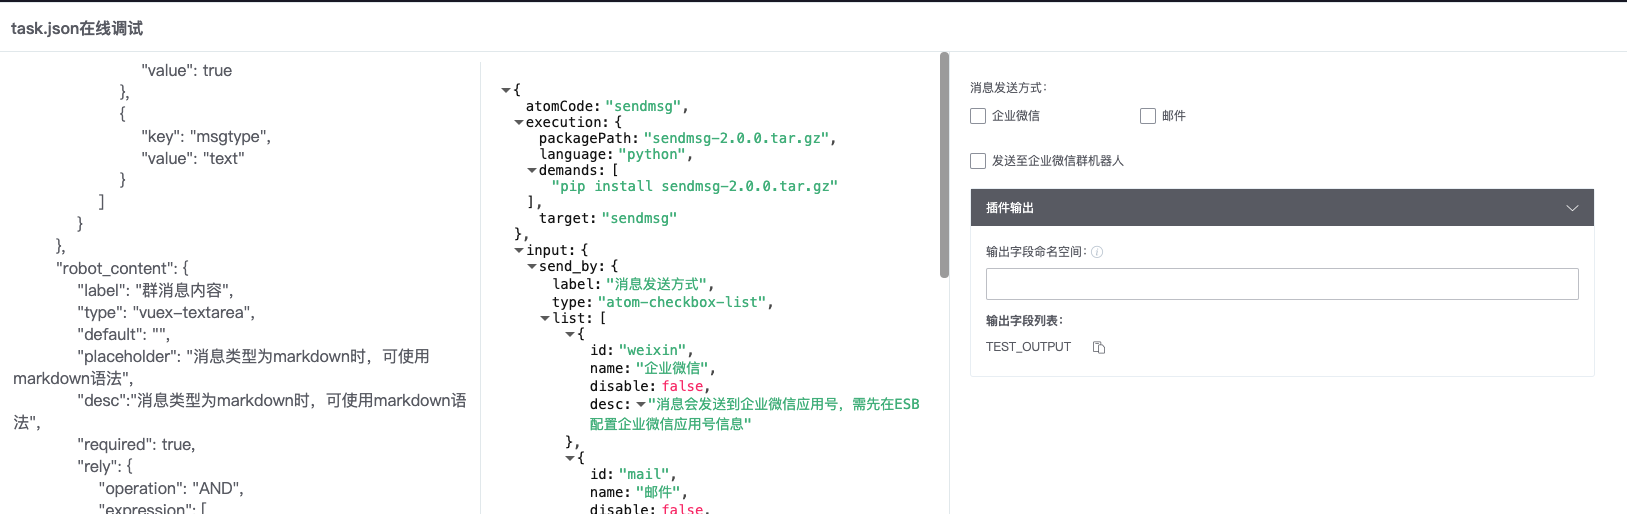 task.json在线调试
"value": true
},
{
"key": "msgtype",
"value": "text"
}
]
}
},
"robot_content": {
"label": "群消息内容",
"type": "vuex-textarea",
"default": "",
"placeholder": "消息类型为markdown时，可使用
markdown语法",
"desc":"消息类型为markdown时，可使用markdown语
法",
"required": true,
"rely": {
"operation": "AND",
"expression": [
{
atomCode: "sendmsg",
execution: {
packagePath: "sendmsg-2.0.0.tar.gz",
language: "python",
demands: [
"pip install sendmsg-2.0.0.tar.gz"
],
target: "sendmsg"
},
input: {
send_by: {
label: "消息发送方式",
type: "atom-checkbox-list",
list: [
{
id: "weixin",
name: "企业微信",
disable: false,
desc: "消息会发送到企业微信应用号，需先在ESB
配置企业微信应用号信息"
},
{
id: "mail",
name: "邮件",
disable: false,
消息发送方式：
企业微信
邮件
发送至企业微信群机器人
插件输出
输出字段命名空间：
输出字段列表：
TEST_OUTPUT